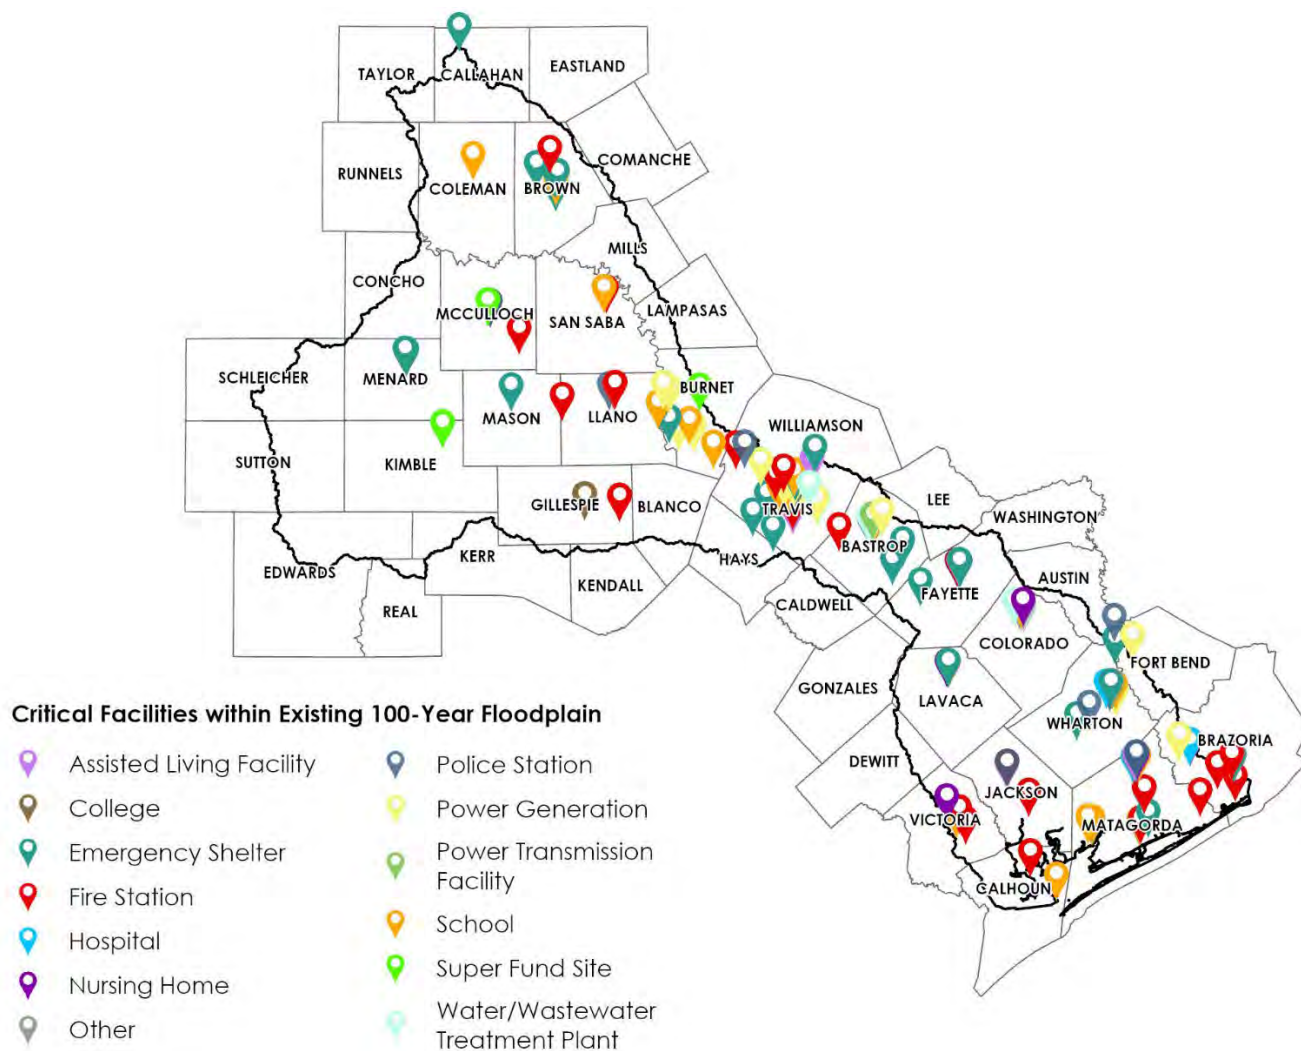 TAYLOR
CALLAHAN
EASTLAND
COMANCHE
RUNNELS
COLEMAN
BROWN
MILLS
CONCHO
MCCULLOCH
SAN SABA
LAMPASAS
SCHLEICHER
MENARD
MASON
LLANO
BURNET
WILLIAMSON
SUTTON
KIMBLE
GILLESPIE
BLANCO
TRAVIS
LEE
WASHINGTON
EDWARDS
KERR
KENDALL
HAYS
BASTROP
AUSTIN
REAL
CALDWELL
FAYETTE
COLORADO
FORT BEND
GONZALES
LAVACA
WHARTON
BRAZORIA
DEWITT
JACKSON
VICTORIA
MATAGORDA
CALHOUN
Critical Facilities within Existing 100-Year Floodplain
Assisted Living Facility
College
Emergency Shelter
Fire Station
Hospital
Nursing Home
Other
Police Station
Power Generation
Power Transmission
Facility
School
Super Fund Site
Water/Wastewater
Treatment Plant